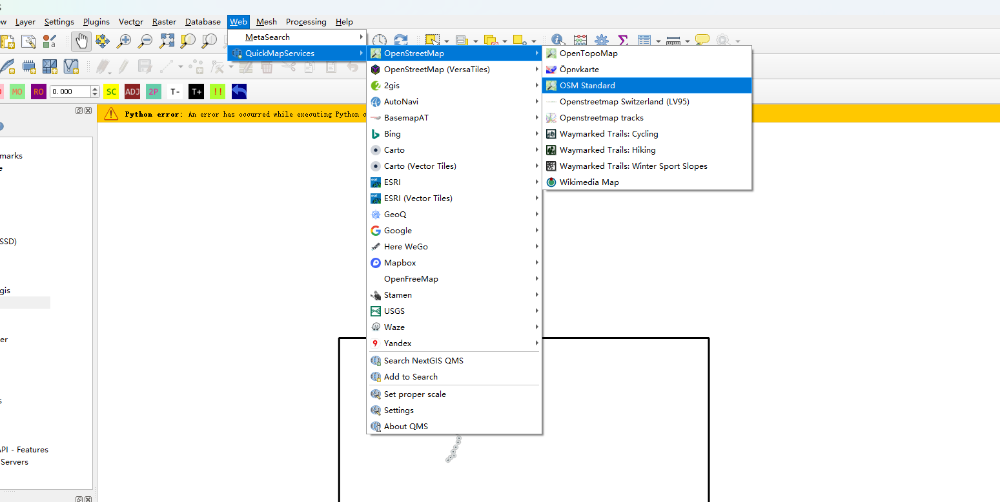 Layer Settings Plugins Vector Raster Database Web Mesh Processing Help
MetaSearch
QuickMapServices
MO RO 0.000 SC ADJ 2P T- T+ !! 
Python error: An error has occurred while executing Python
OpenStreetMap
OpenStreetMap (VersaTiles)
2gis
AutoNavi
BasemapAT
Bing
Carto
Carto (Vector Tiles)
ESRI
ESRI (Vector Tiles)
GeoQ
Google
Here WeGo
Mapbox
OpenFreeMap
Stamen
USGS
Waze
Yandex
Search NextGIS QMS
Add to Search
Set proper scale
Settings
About QMS
OpenTopoMap
Öpnvkarte
OSM Standard
Openstreetmap Switzerland (LV95)
Openstreetmap tracks
Waymarked Trails: Cycling
Waymarked Trails: Hiking
Waymarked Trails: Winter Sport Slopes
Wikimedia Map
marks
SSD)
gis
er
API - Features
Servers